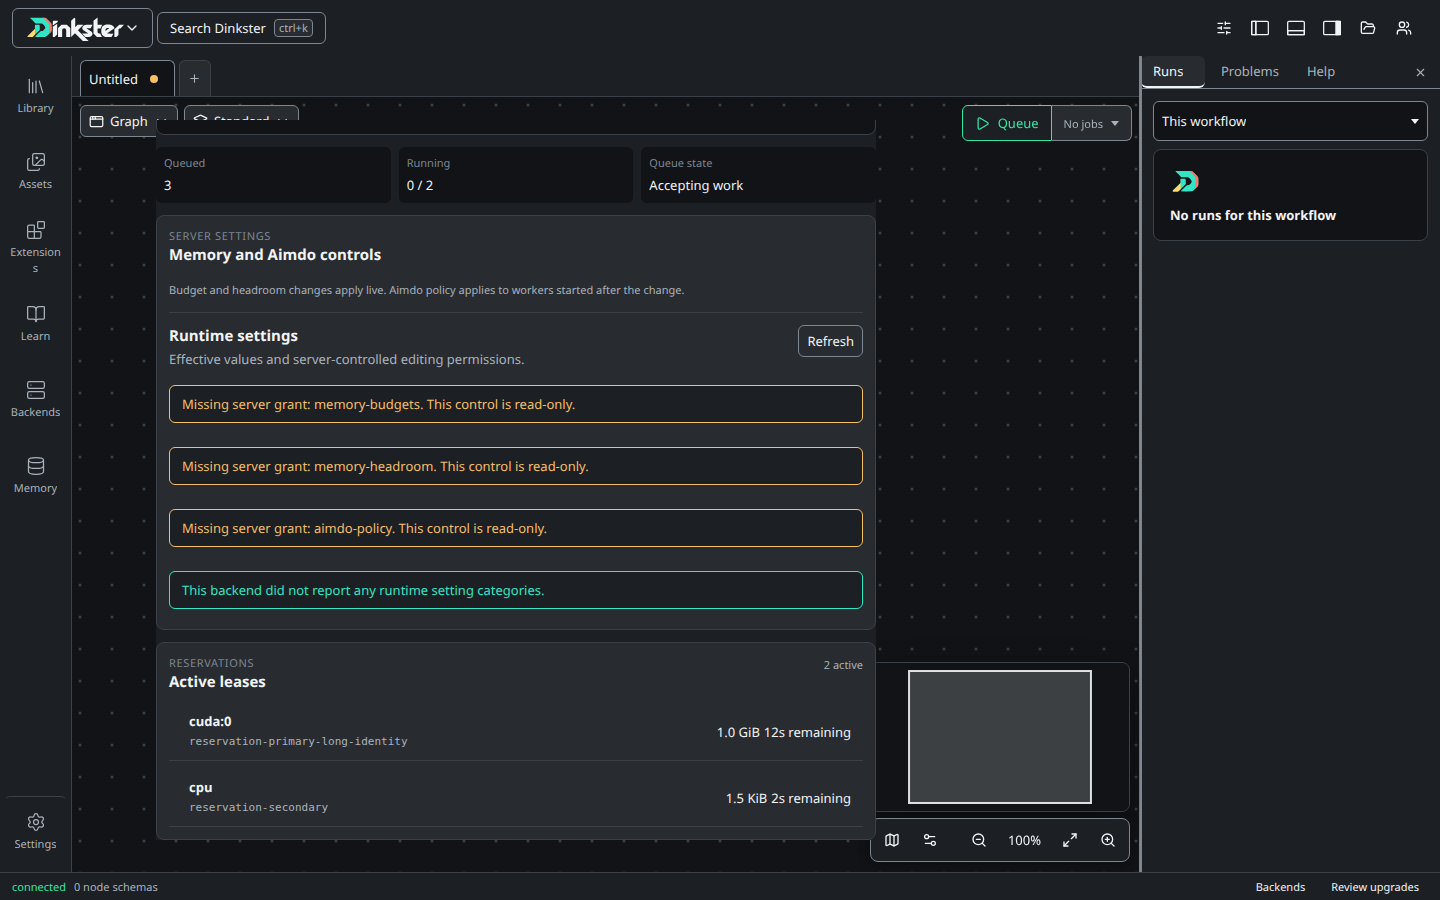 Dinkster
Search Dinkster ctrl+k
Library
Assets
Extension
s
Learn
Backends
Memory
Settings
Untitled
+
Graph
Standard
Queue
No jobs
Queued
3
Running
0 / 2
Queue state
Accepting work
SERVER SETTINGS
Memory and Aimdo controls
Budget and headroom changes apply live. Aimdo policy applies to workers started after the change.
Runtime settings
Effective values and server-controlled editing permissions.
Refresh
Missing server grant: memory-budgets. This control is read-only.
Missing server grant: memory-headroom. This control is read-only.
Missing server grant: aimdo-policy. This control is read-only.
This backend did not report any runtime setting categories.
RESERVATIONS
Active leases
2 active
cuda:0
reservation-primary-long-identity
1.0 GiB 12s remaining
cpu
reservation-secondary
1.5 KiB 2s remaining
100%
Runs
Problems
Help
This workflow
No runs for this workflow
connected
0 node schemas
Backends
Review upgrades